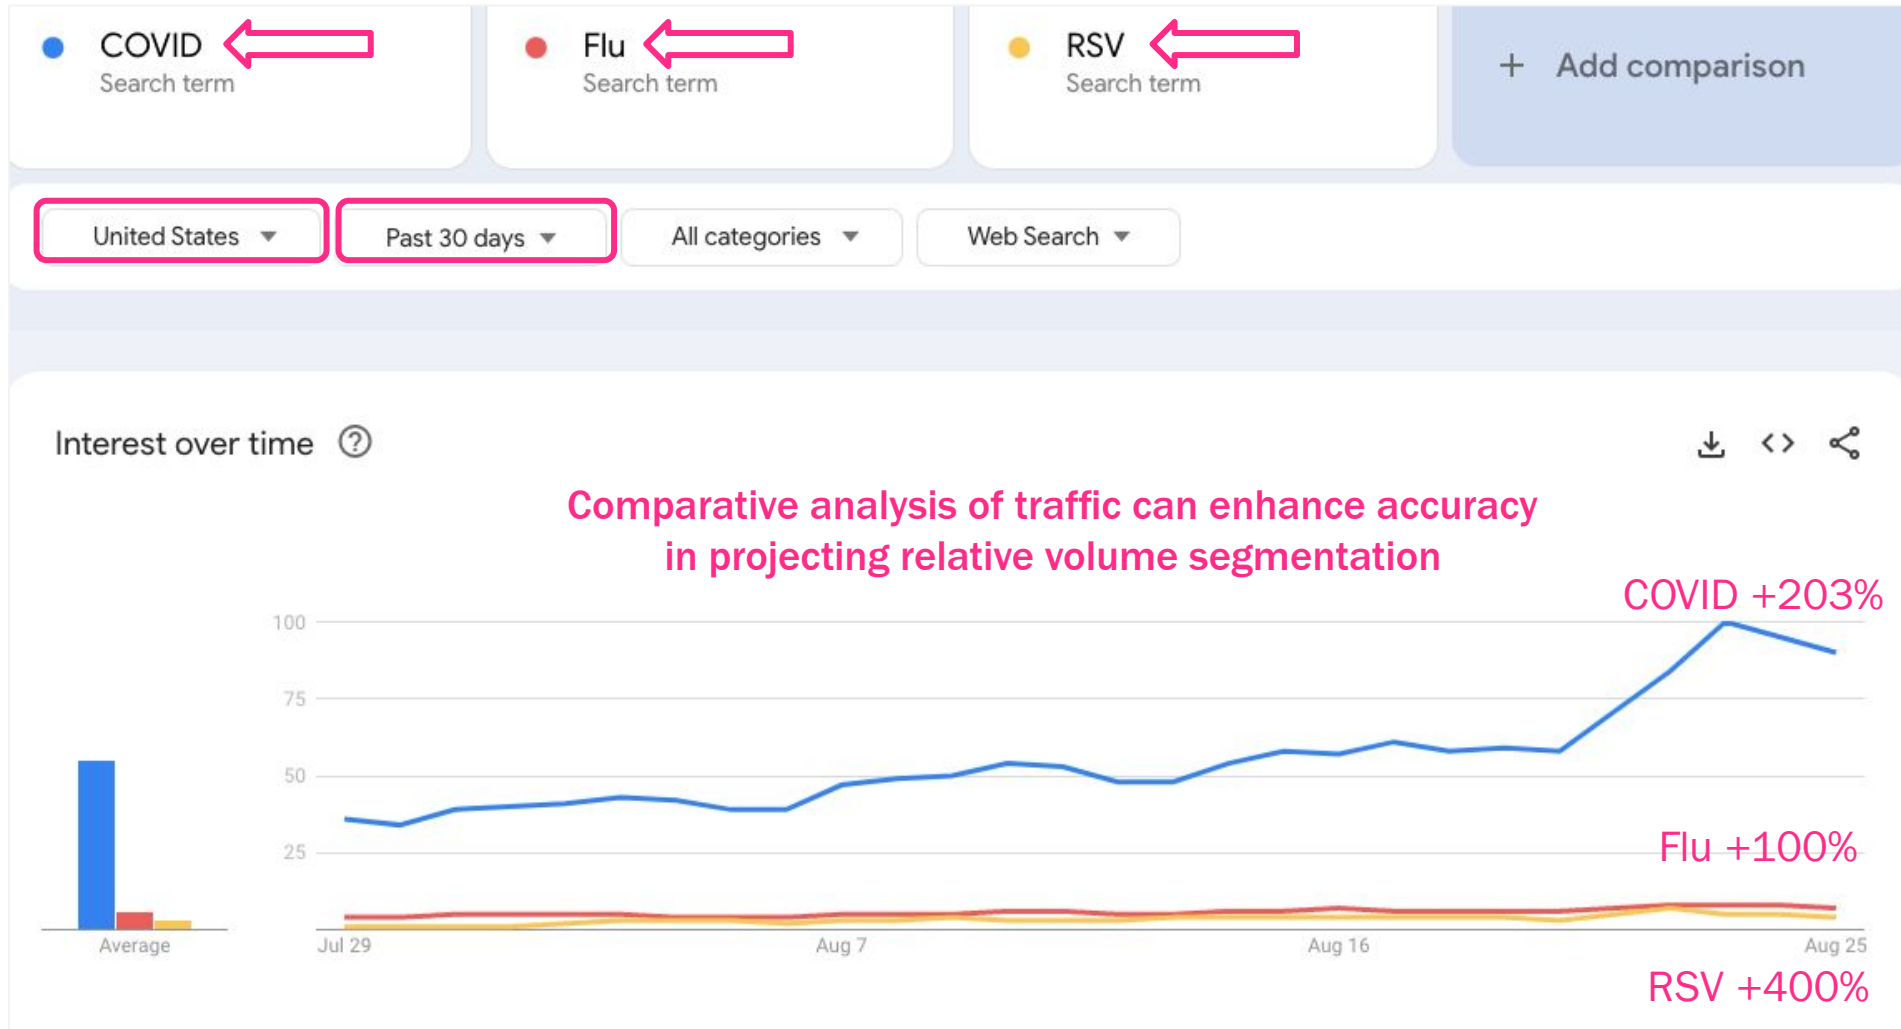 COVID
Search term
Flu
Search term
RSV
Search term
+ Add comparison
United States
Past 30 days
All categories
Web Search
Interest over time ?
Comparative analysis of traffic can enhance accuracy
in projecting relative volume segmentation
COVID +203%
100
75
50
25
Flu +100%
Average
Jul 29
Aug 7
Aug 16
Aug 25
RSV +400%